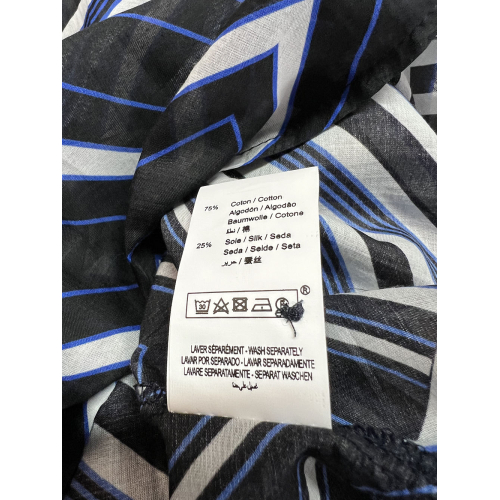 75% Coton / Cotton
Algodón / Algodão
Baumwolle / Cotone
قطن / 棉
25% Soie / Silk / Seda
Seda / Seide / Seta
حرير / 蚕丝
30
®
LAVER SÉPARÉMENT - WASH SEPARATELY
LAVAR POR SEPARADO - LAVAR SEPARADAMENTE
LAVARE SEPARATAMENTE - SEPARAT WASCHEN